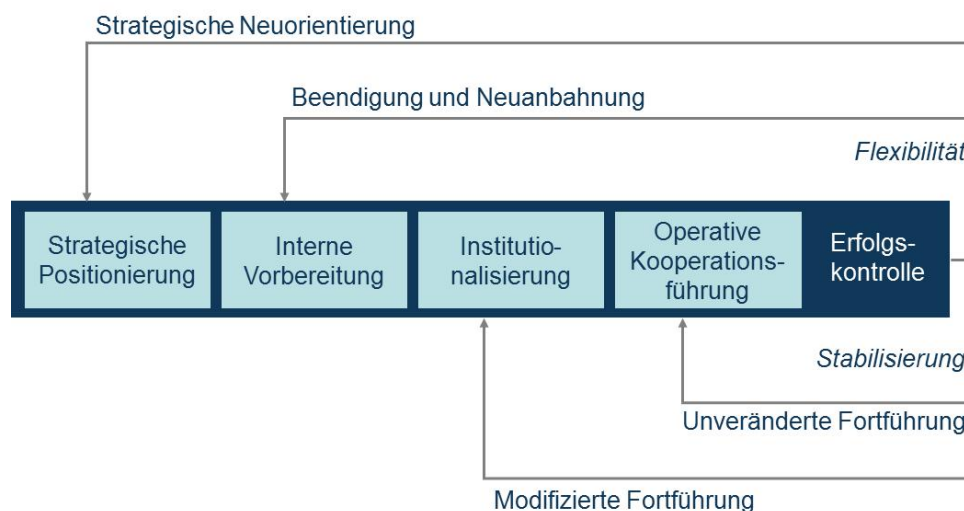 Strategische Neuorientierung
Beendigung und Neuanbahnung
Flexibilität
Strategische
Positionierung
Interne
Vorbereitung
Institutio-
nalisierung
Operative
Kooperations-
führung
Erfolgs-
kontrolle
Stabilisierung
Unveränderte Fortführung
Modifizierte Fortführung